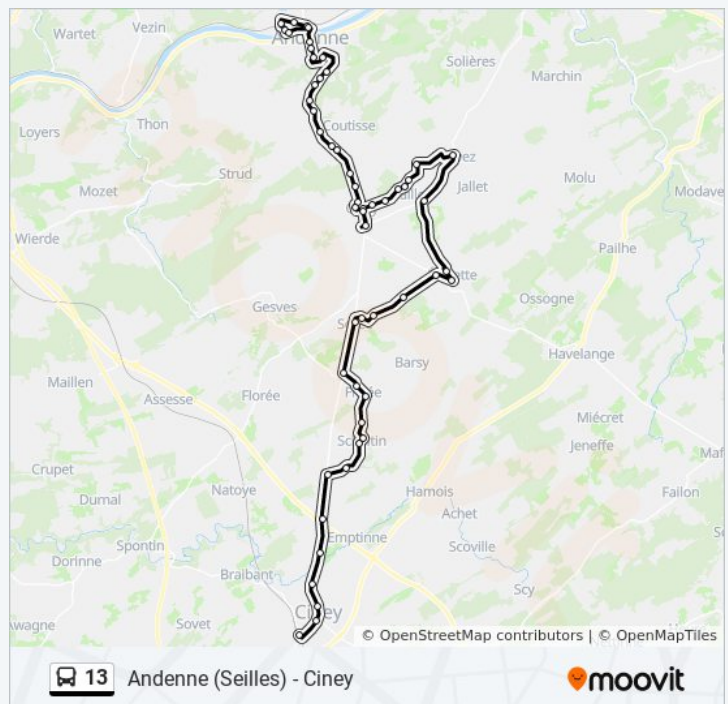 Wartet
Vezin
Andenne
Solières
Marchin
Loyers
Thon
Coutisse
Strud
Jallet
Molu
Mozet
Modave
Wierde
Pailhe
Gesves
Ossogne
Havelange
Barsy
Maillen
Assesse
Florée
Miécret
Jeneffe
Crupet
Natoye
Hamois
Failon
Achet
Durnal
Emptinne
Scoville
Spontin
Dorinne
Braibant
Scy
Sovet
Ciney
© OpenStreetMap contributors | © OpenMapTiles
13 Andenne (Seilles) - Ciney
moovit